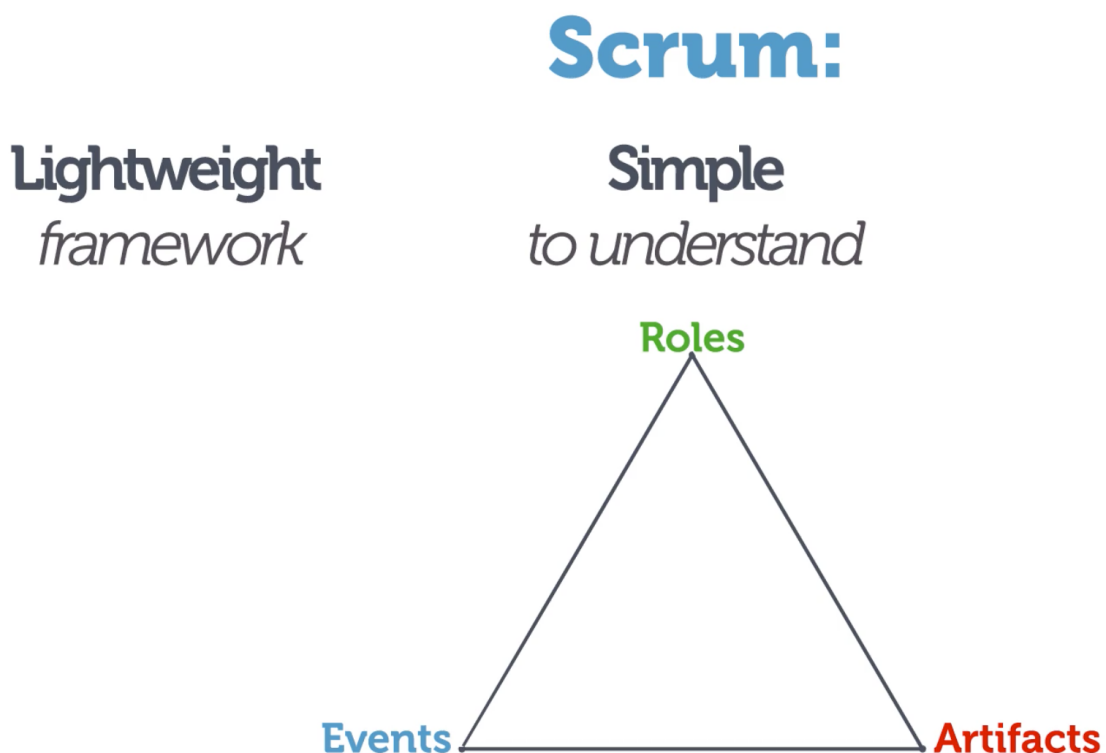 Scrum:
Lightweight
framework
Simple
to understand
Roles
Events
Artifacts